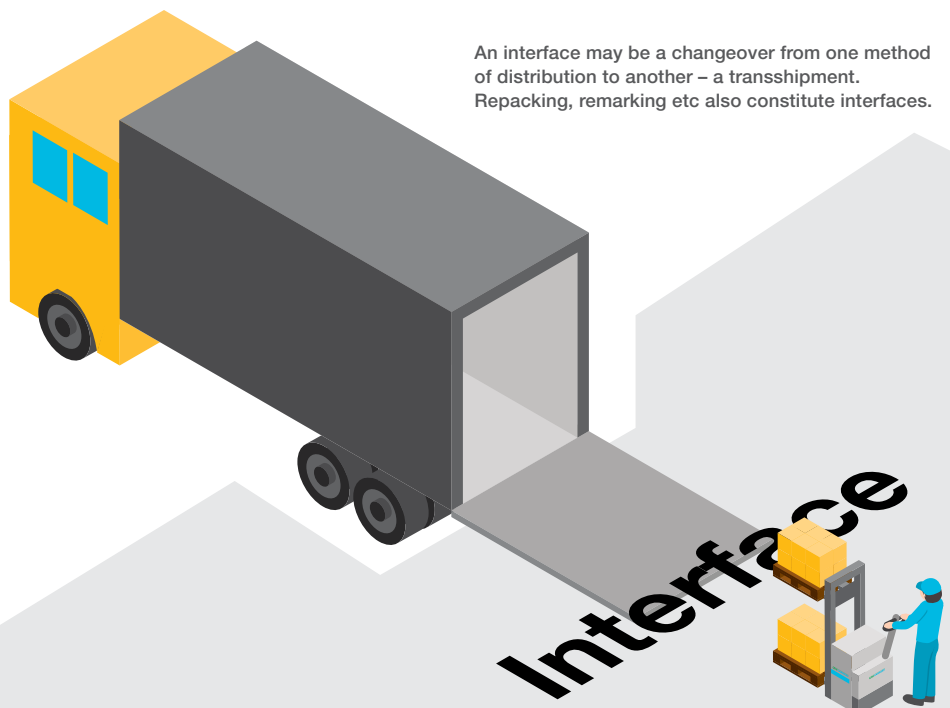 An interface may be a changeover from one method
of distribution to another – a transshipment.
Repacking, remarking etc also constitute interfaces.
Interface